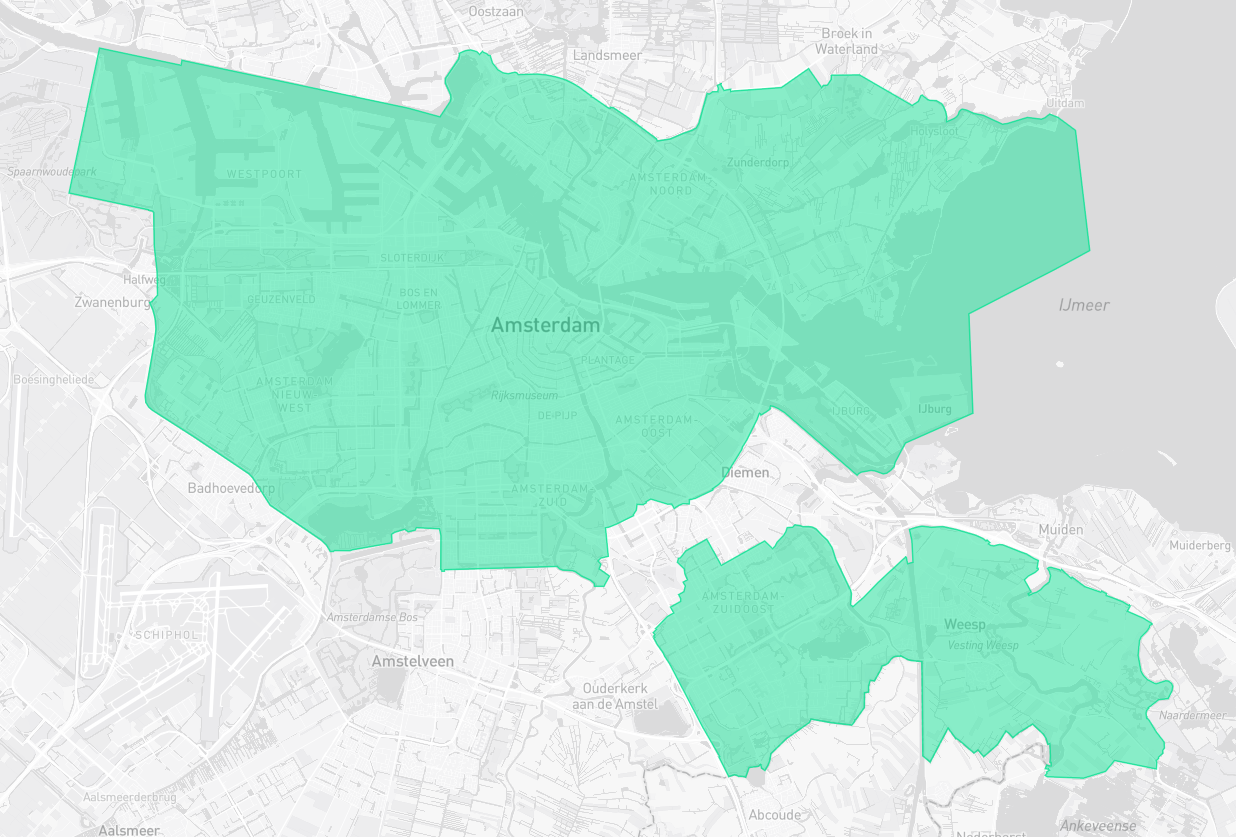 Oostzaan
Broek in
Waterland
Landsmeer
Uitdam
Holysloot
Zunderdorp
Spaarnwoudepark
WESTPOORT
AMSTERDAM-
NOORD
SLOTERDIJK
Halfweg
Zwanenburg
GEUZENVELD
BOS EN
LOMMER
IJmeer
Amsterdam
PLANTAGE
Boesingheliede
AMSTERDAM
NIEUW
WEST
Rijksmuseum
DE PIJP
AMSTERDAM-
OOST
IJBURG
IJburg
Diemen
Badhoevedorp
AMSTERDAM
ZUID
Muiden
Muiderberg
AMSTERDAM-
ZUIDOOST
Amsterdamse Bos
SCHIPHOL
Weesp
Vesting Weesp
Amstelveen
Ouderkerk
aan de Amstel
Naardermeer
Aalsmeerderbrug
Abcoude
Aalsmeer
Ankeveense